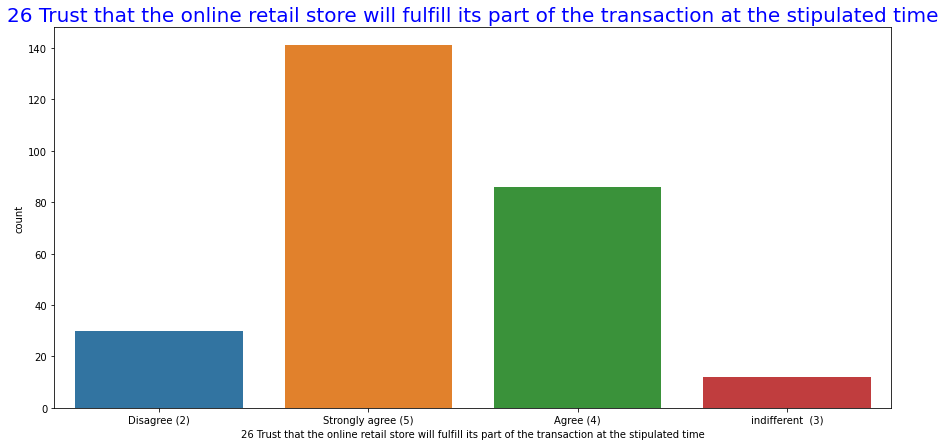 26 Trust that the online retail store will fulfill its part of the transaction at the stipulated time
140
120
100
80
60
40
20
0
count
Disagree (2)
Strongly agree (5)
Agree (4)
indifferent  (3)
26 Trust that the online retail store will fulfill its part of the transaction at the stipulated time